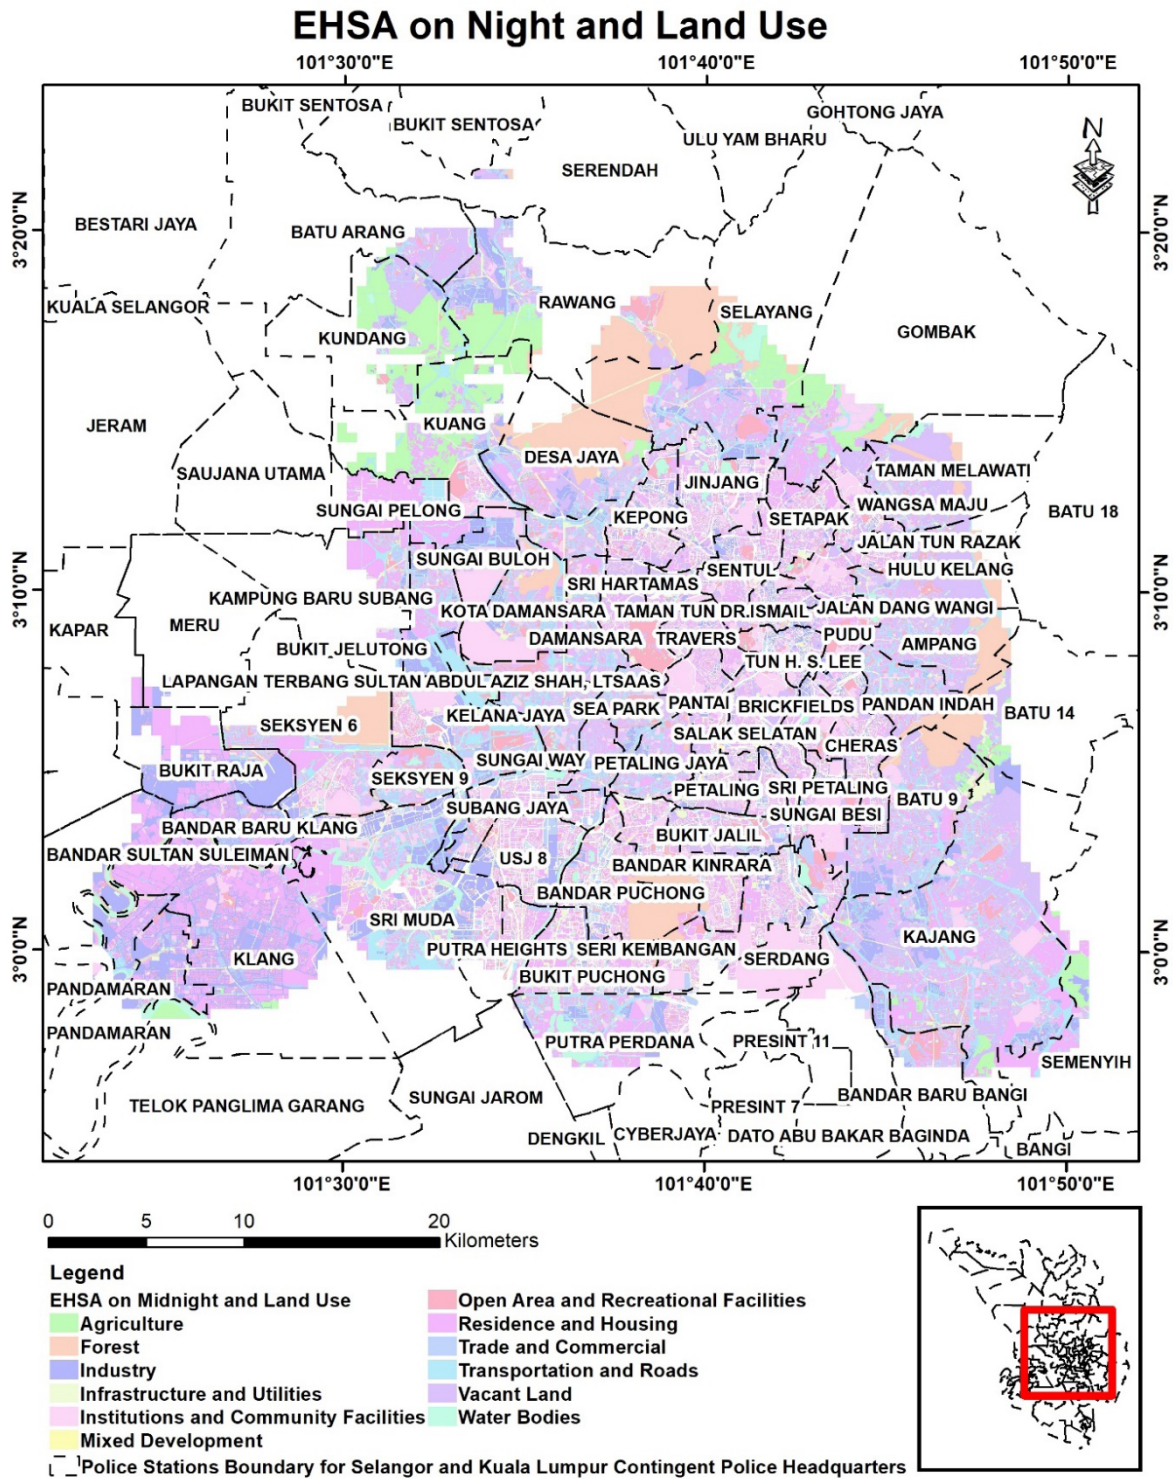 EHSA on Night and Land Use
101°30'0"E 101°40'0"E 101°50'0"E
BUKIT SENTOSA
BUKIT SENTOSA
GOHTONG JAYA
ULU YAM BHARU
N
SERENDAH
3°20'0"N
BESTARI JAYA
BATU ARANG
3°20'0"N
KUALA SELANGOR
RAWANG
SELAYANG
KUNDANG
GOMBAK
JERAM
KUANG
SAUJANA UTAMA
DESA JAYA
JINJANG
TAMAN MELAWATI
SUNGAI PELONG
KEPONG
SETAPAK
WANGSA MAJU
BATU 18
JALAN TUN RAZAK
SUNGAI BULOH
SENTUL
HULU KELANG
SRI HARTAMAS
3°10'0"N
KAMPUNG BARU SUBANG
KOTA DAMANSARA
TAMAN TUN DR.ISMAIL
JALAN DANG WANGI
3°10'0"N
KAPAR
MERU
DAMANSARA
TRAVERS
PUDU
AMPANG
BUKIT JELUTONG
TUN H. S. LEE
LAPANGAN TERBANG SULTAN ABDUL AZIZ SHAH, LTSAAS
SEKSYEN 6
KELANA JAYA
SEA PARK
PANTAI
BRICKFIELDS
PANDAN INDAH
BATU 14
SALAK SELATAN
CHERAS
BUKIT RAJA
SEKSYEN 9
SUNGAI WAY
PETALING JAYA
PETALING
SRI PETALING
BATU 9
SUBANG JAYA
SUNGAI BESI
BANDAR BARU KLANG
BUKIT JALIL
BANDAR SULTAN SULEIMAN
USJ 8
BANDAR KINRARA
BANDAR PUCHONG
SRI MUDA
KAJANG
3°0'0"N
KLANG
PUTRA HEIGHTS
SERI KEMBANGAN
SERDANG
3°0'0"N
PANDAMARAN
BUKIT PUCHONG
PANDAMARAN
PUTRA PERDANA
PRESINT 11
SEMENYIH
TELOK PANGLIMA GARANG
SUNGAI JAROM
PRESINT 7
BANDAR BARU BANGI
DENGKIL
CYBERJAYA
DATO ABU BAKAR BAGINDA
BANGI
101°30'0"E 101°40'0"E 101°50'0"E
0 5 10 20
Kilometers
Legend
EHSA on Midnight and Land Use
Agriculture
Forest
Industry
Infrastructure and Utilities
Institutions and Community Facilities
Mixed Development
Open Area and Recreational Facilities
Residence and Housing
Trade and Commercial
Transportation and Roads
Vacant Land
Water Bodies
Police Stations Boundary for Selangor and Kuala Lumpur Contingent Police Headquarters